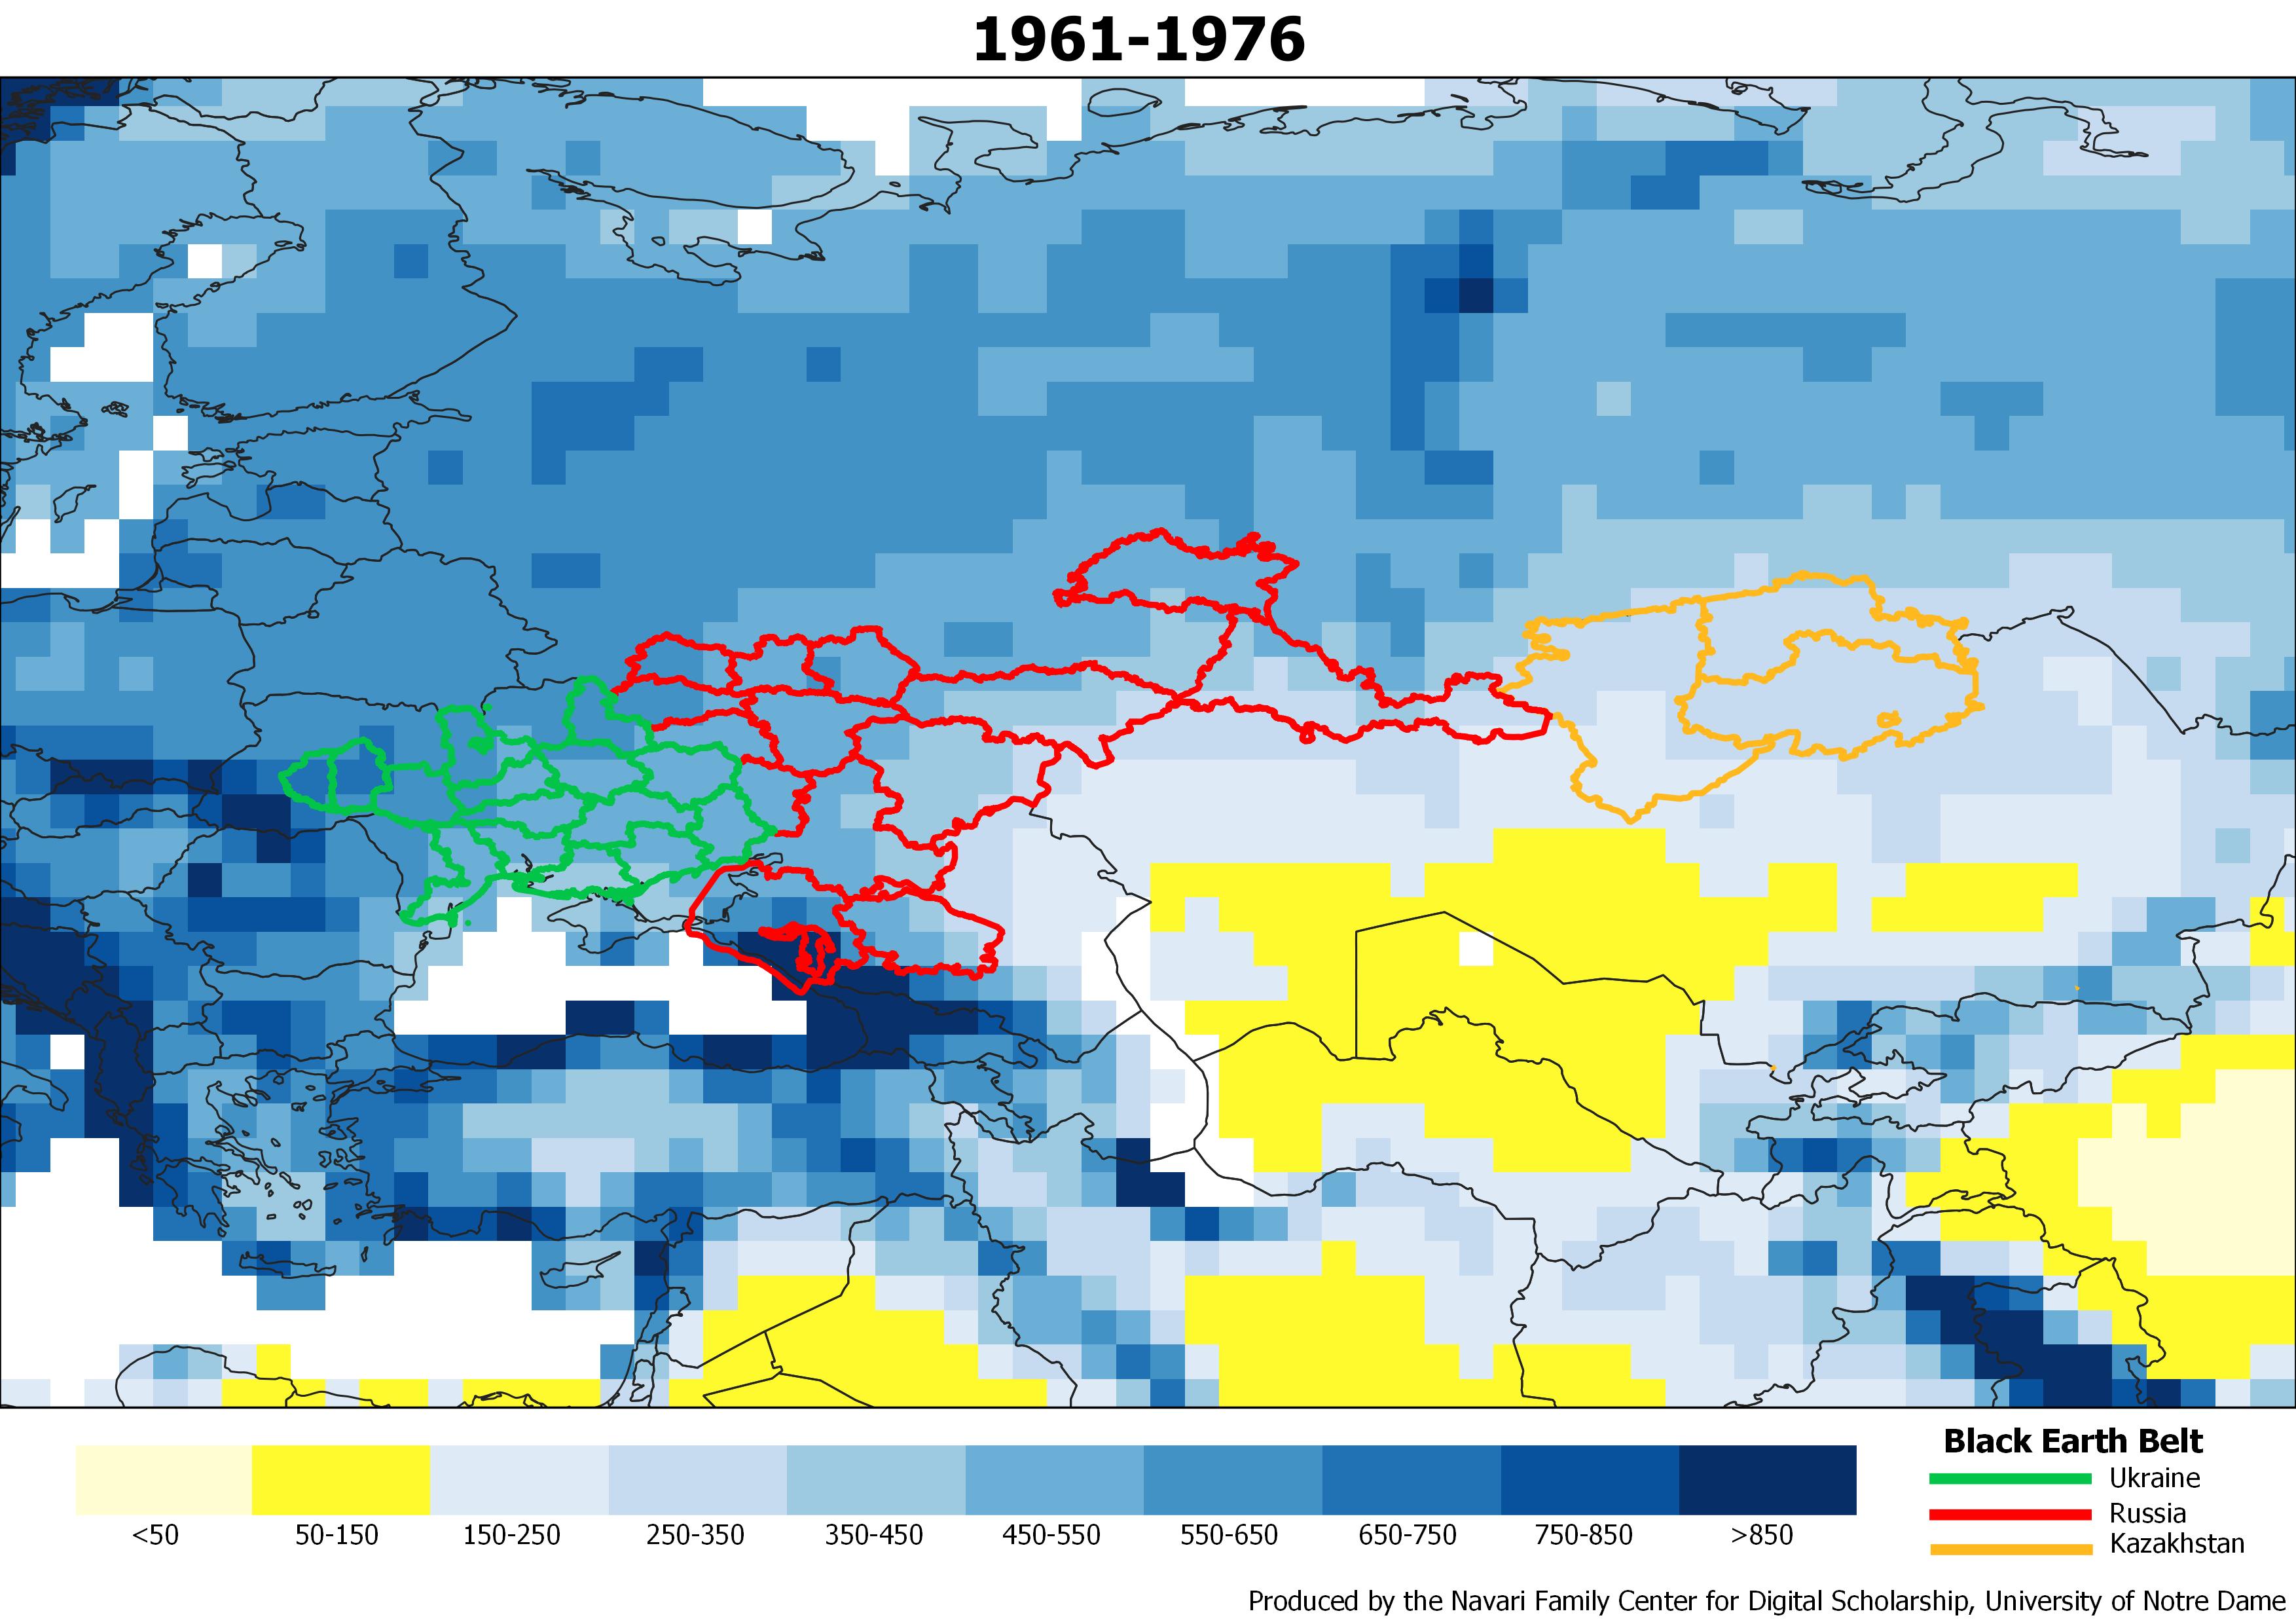 1961-1976
<50 50-150 150-250 250-350 350-450 450-550 550-650 650-750 750-850 >850
Black Earth Belt
Ukraine
Russia
Kazakhstan
Produced by the Navari Family Center for Digital Scholarship, University of Notre Dame